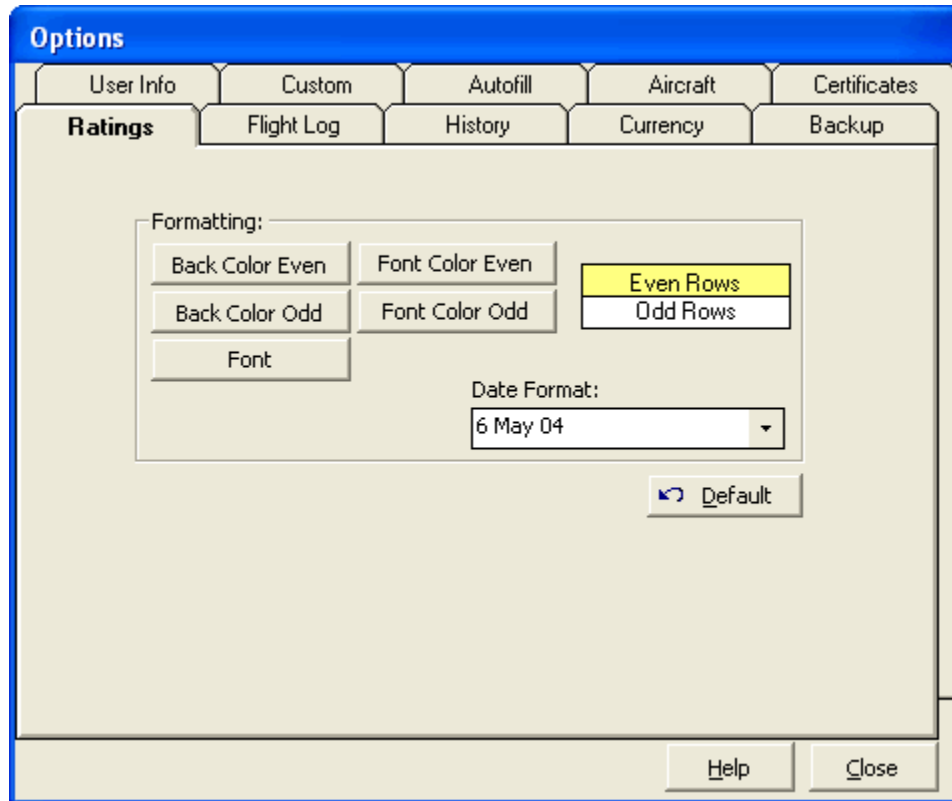 Options
User Info Custom Autofill Aircraft Certificates
Ratings Flight Log History Currency Backup
Formatting:
Back Color Even Font Color Even
Even Rows
Back Color Odd Font Color Odd
Odd Rows
Font
Date Format:
6 May 04
Default
Help Close